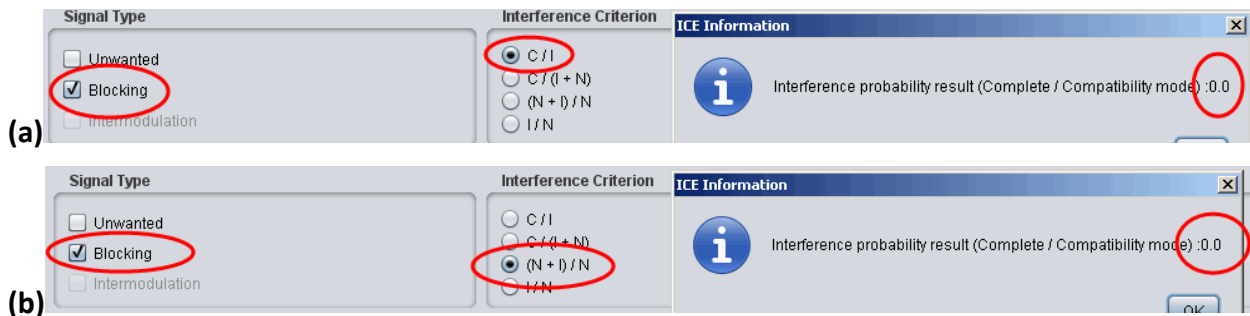 Signal Type
Interference Criterion
ICE Information
Unwanted
C / I
Blocking
C / (I + N)
Interference probability result (Complete / Compatibility mode) :0.0
Intermodulation
(N + I) / N
I / N
(a)
Signal Type
Interference Criterion
ICE Information
Unwanted
C / I
Blocking
C / (I + N)
Interference probability result (Complete / Compatibility mode) :0.0
Intermodulation
(N + I) / N
I / N
OK
(b)